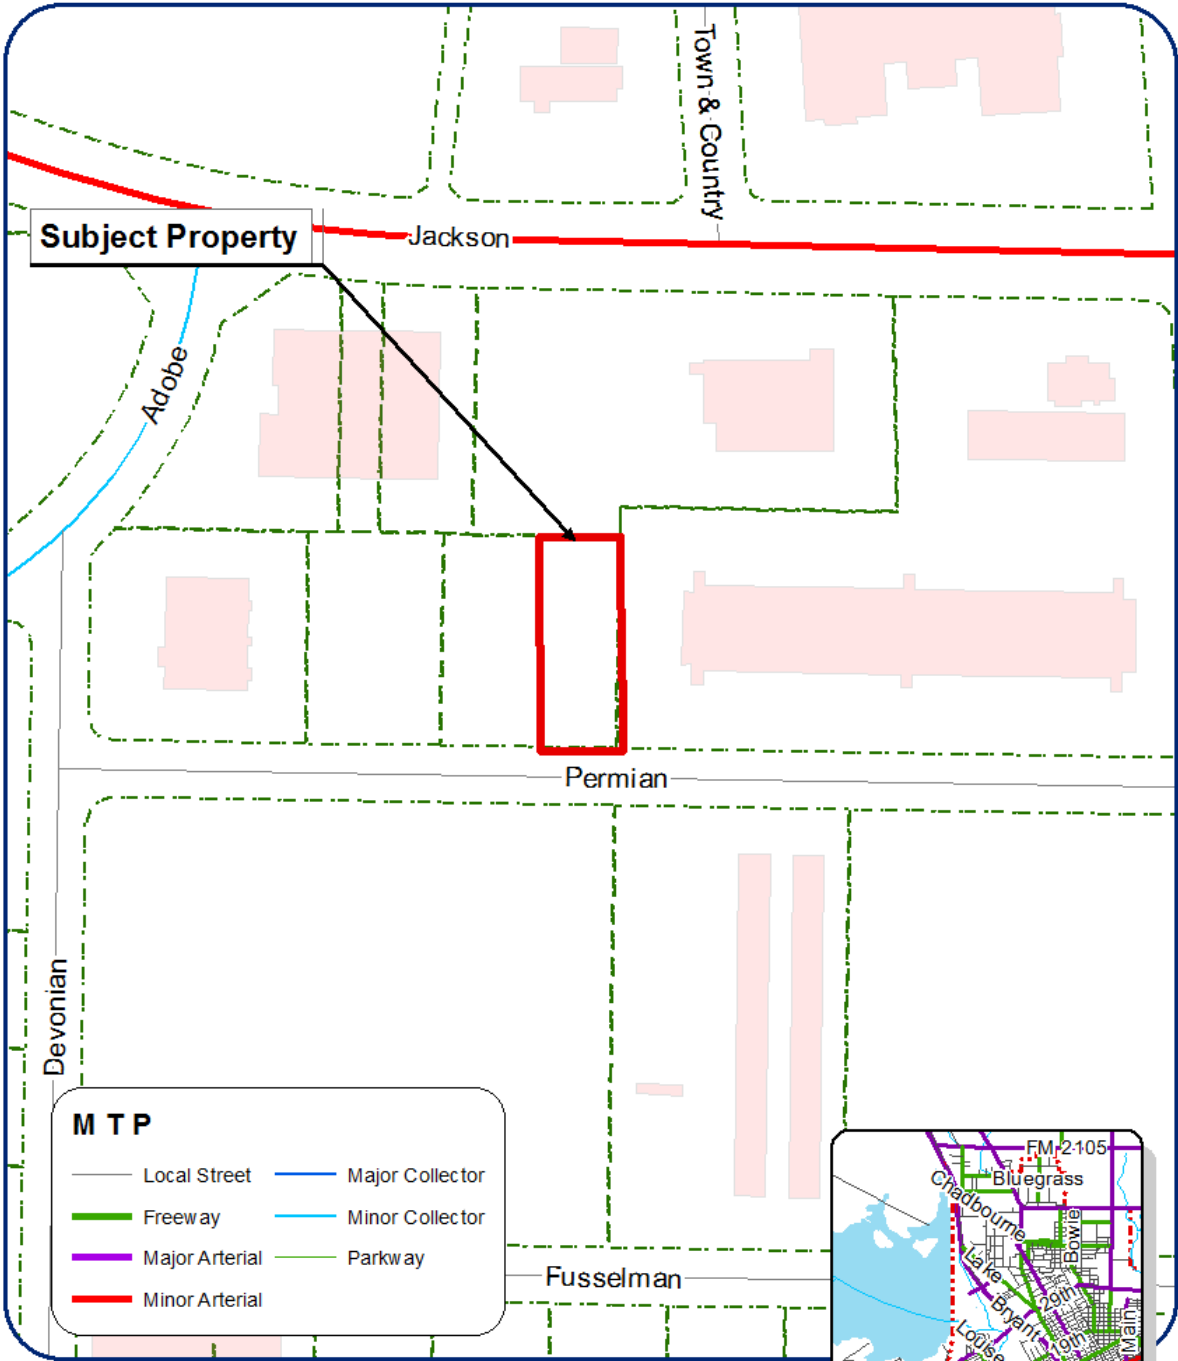 Town & Country
Subject Property
Jackson
Adobe
Permian
Devonian
M T P
Local Street
Major Collector
Freeway
Minor Collector
Major Arterial
Parkway
Minor Arterial
Fusselman
FM 2105
Bluegrass
Chadbourne
Bowie
Lake
29th
Bryant
Main
19th
Louise